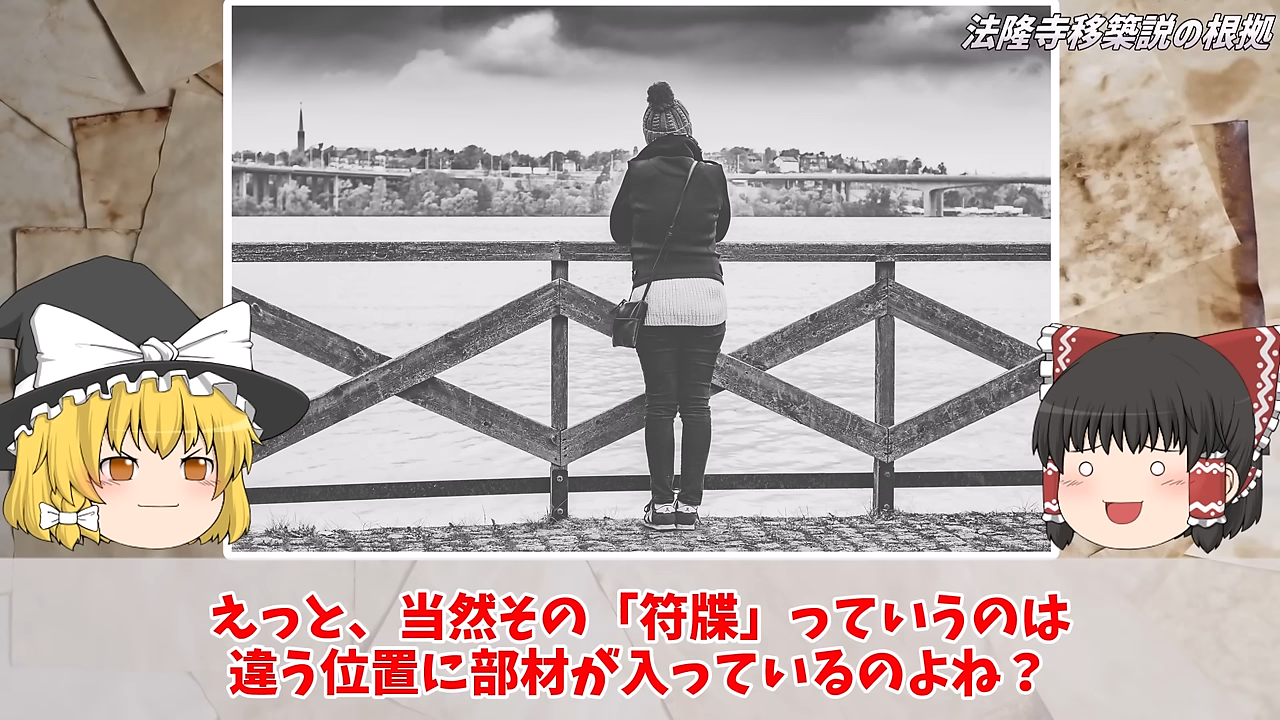 法隆寺移築説の根拠
えっと、当然その「符牒」っていうのは
違う位置に部材が入っているのよね？